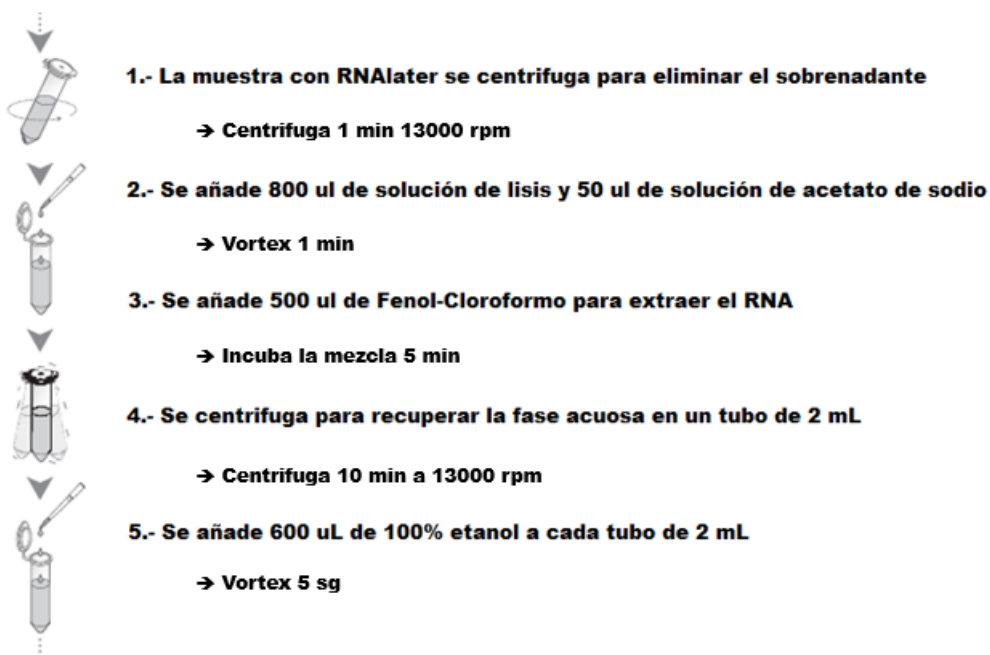 1.- La muestra con RNAlater se centrifuga para eliminar el sobrenadante
→ Centrifuga 1 min 13000 rpm
2.- Se añade 800 ul de solución de lisis y 50 ul de solución de acetato de sodio
→ Vortex 1 min
3.- Se añade 500 ul de Fenol-Cloroformo para extraer el RNA
→ Incuba la mezcla 5 min
4.- Se centrifuga para recuperar la fase acuosa en un tubo de 2 mL
→ Centrifuga 10 min a 13000 rpm
5.- Se añade 600 uL de 100% etanol a cada tubo de 2 mL
→ Vortex 5 sg